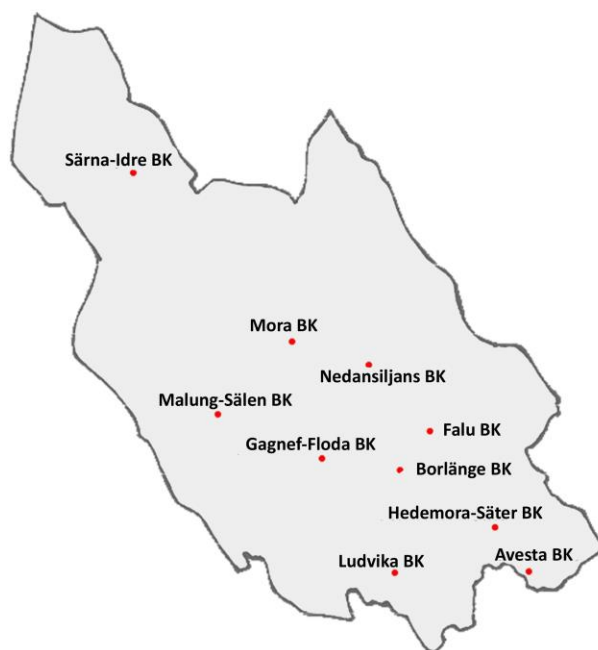 Särna-Idre BK
Mora BK
Nedansiljans BK
Malung-Sälen BK
Falu BK
Gagnef-Floda BK
Borlänge BK
Hedemora-Säter BK
Avesta BK
Ludvika BK